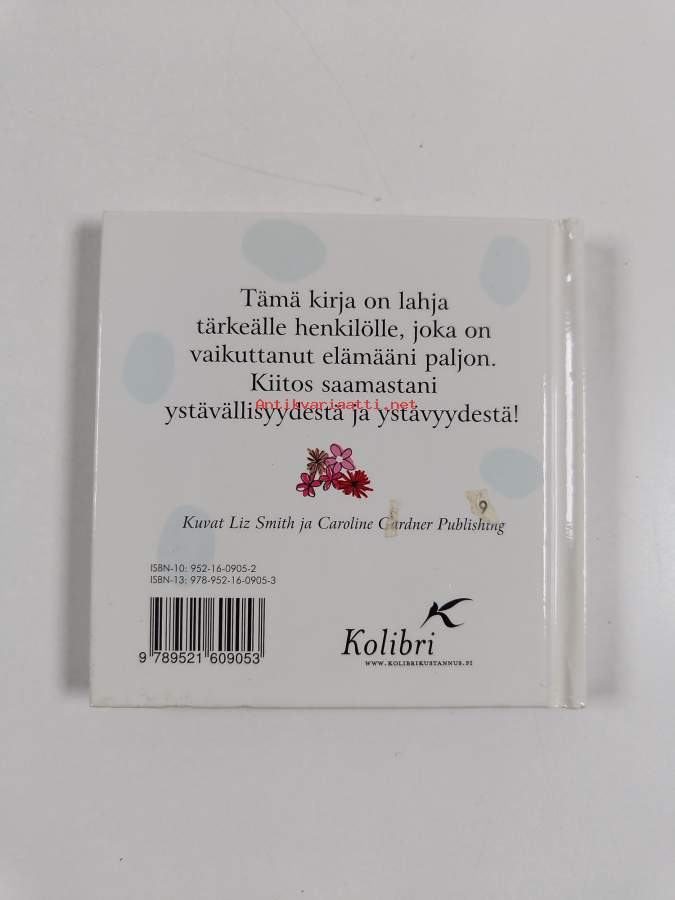 Tämä kirja on lahja
tärkeälle henkilölle, joka on
vaikuttanut elämääni paljon.
Kiitos saamastani
Antikvariaatti.net
ystävällisyydestä ja ystävyydestä!
9
Kuvat Liz Smith ja Caroline Gardner Publishing
ISBN-10: 952-16-0905-2
ISBN-13: 978-952-16-0905-3
9 789521 609053
Kolibri
WWW.KOLIBRIKUSTANNUS.FI